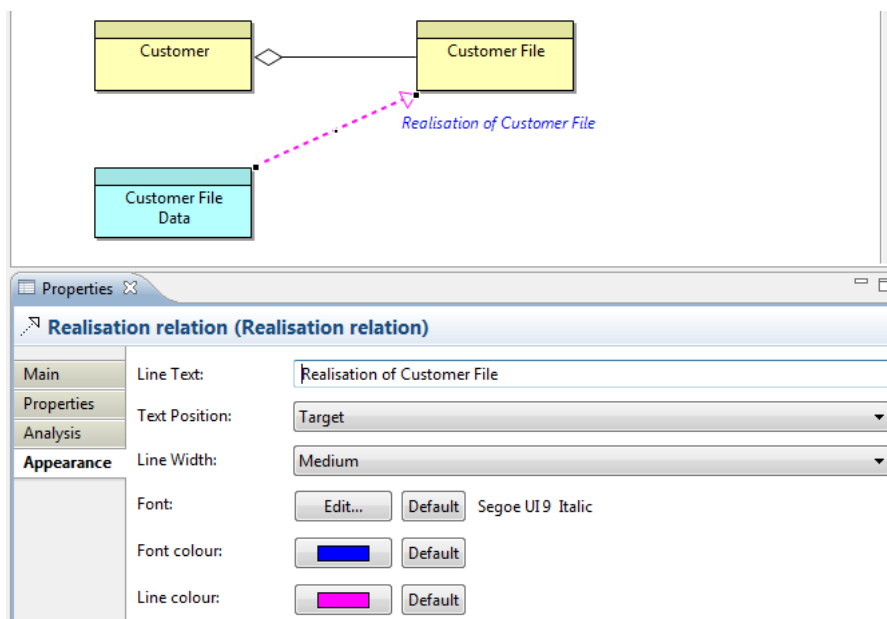 Customer
Customer File
Realisation of Customer File
Customer File
Data
Properties
Realisation relation (Realisation relation)
Main
Line Text:
Realisation of Customer File
Properties
Text Position:
Target
Analysis
Appearance
Line Width:
Medium
Font:
Edit...
Default
Segoe UI 9 Italic
Font colour:
Default
Line colour:
Default